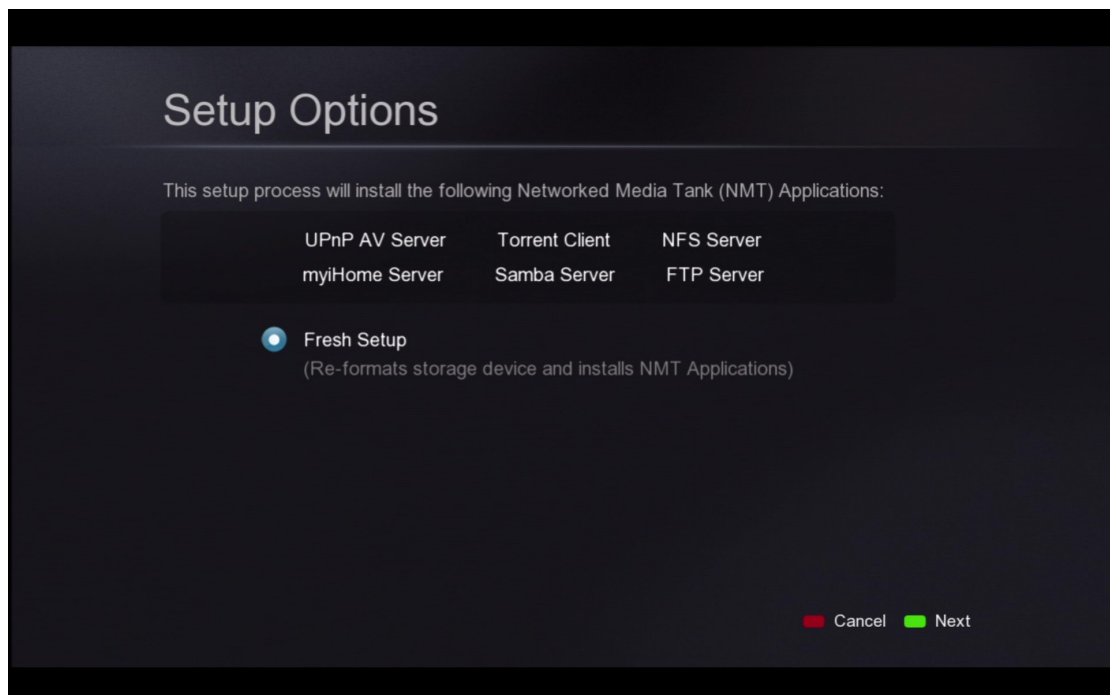 Setup Options
This setup process will install the following Networked Media Tank (NMT) Applications:
UPnP AV Server Torrent Client NFS Server
myiHome Server Samba Server FTP Server
Fresh Setup
(Re-formats storage device and installs NMT Applications)
Cancel Next